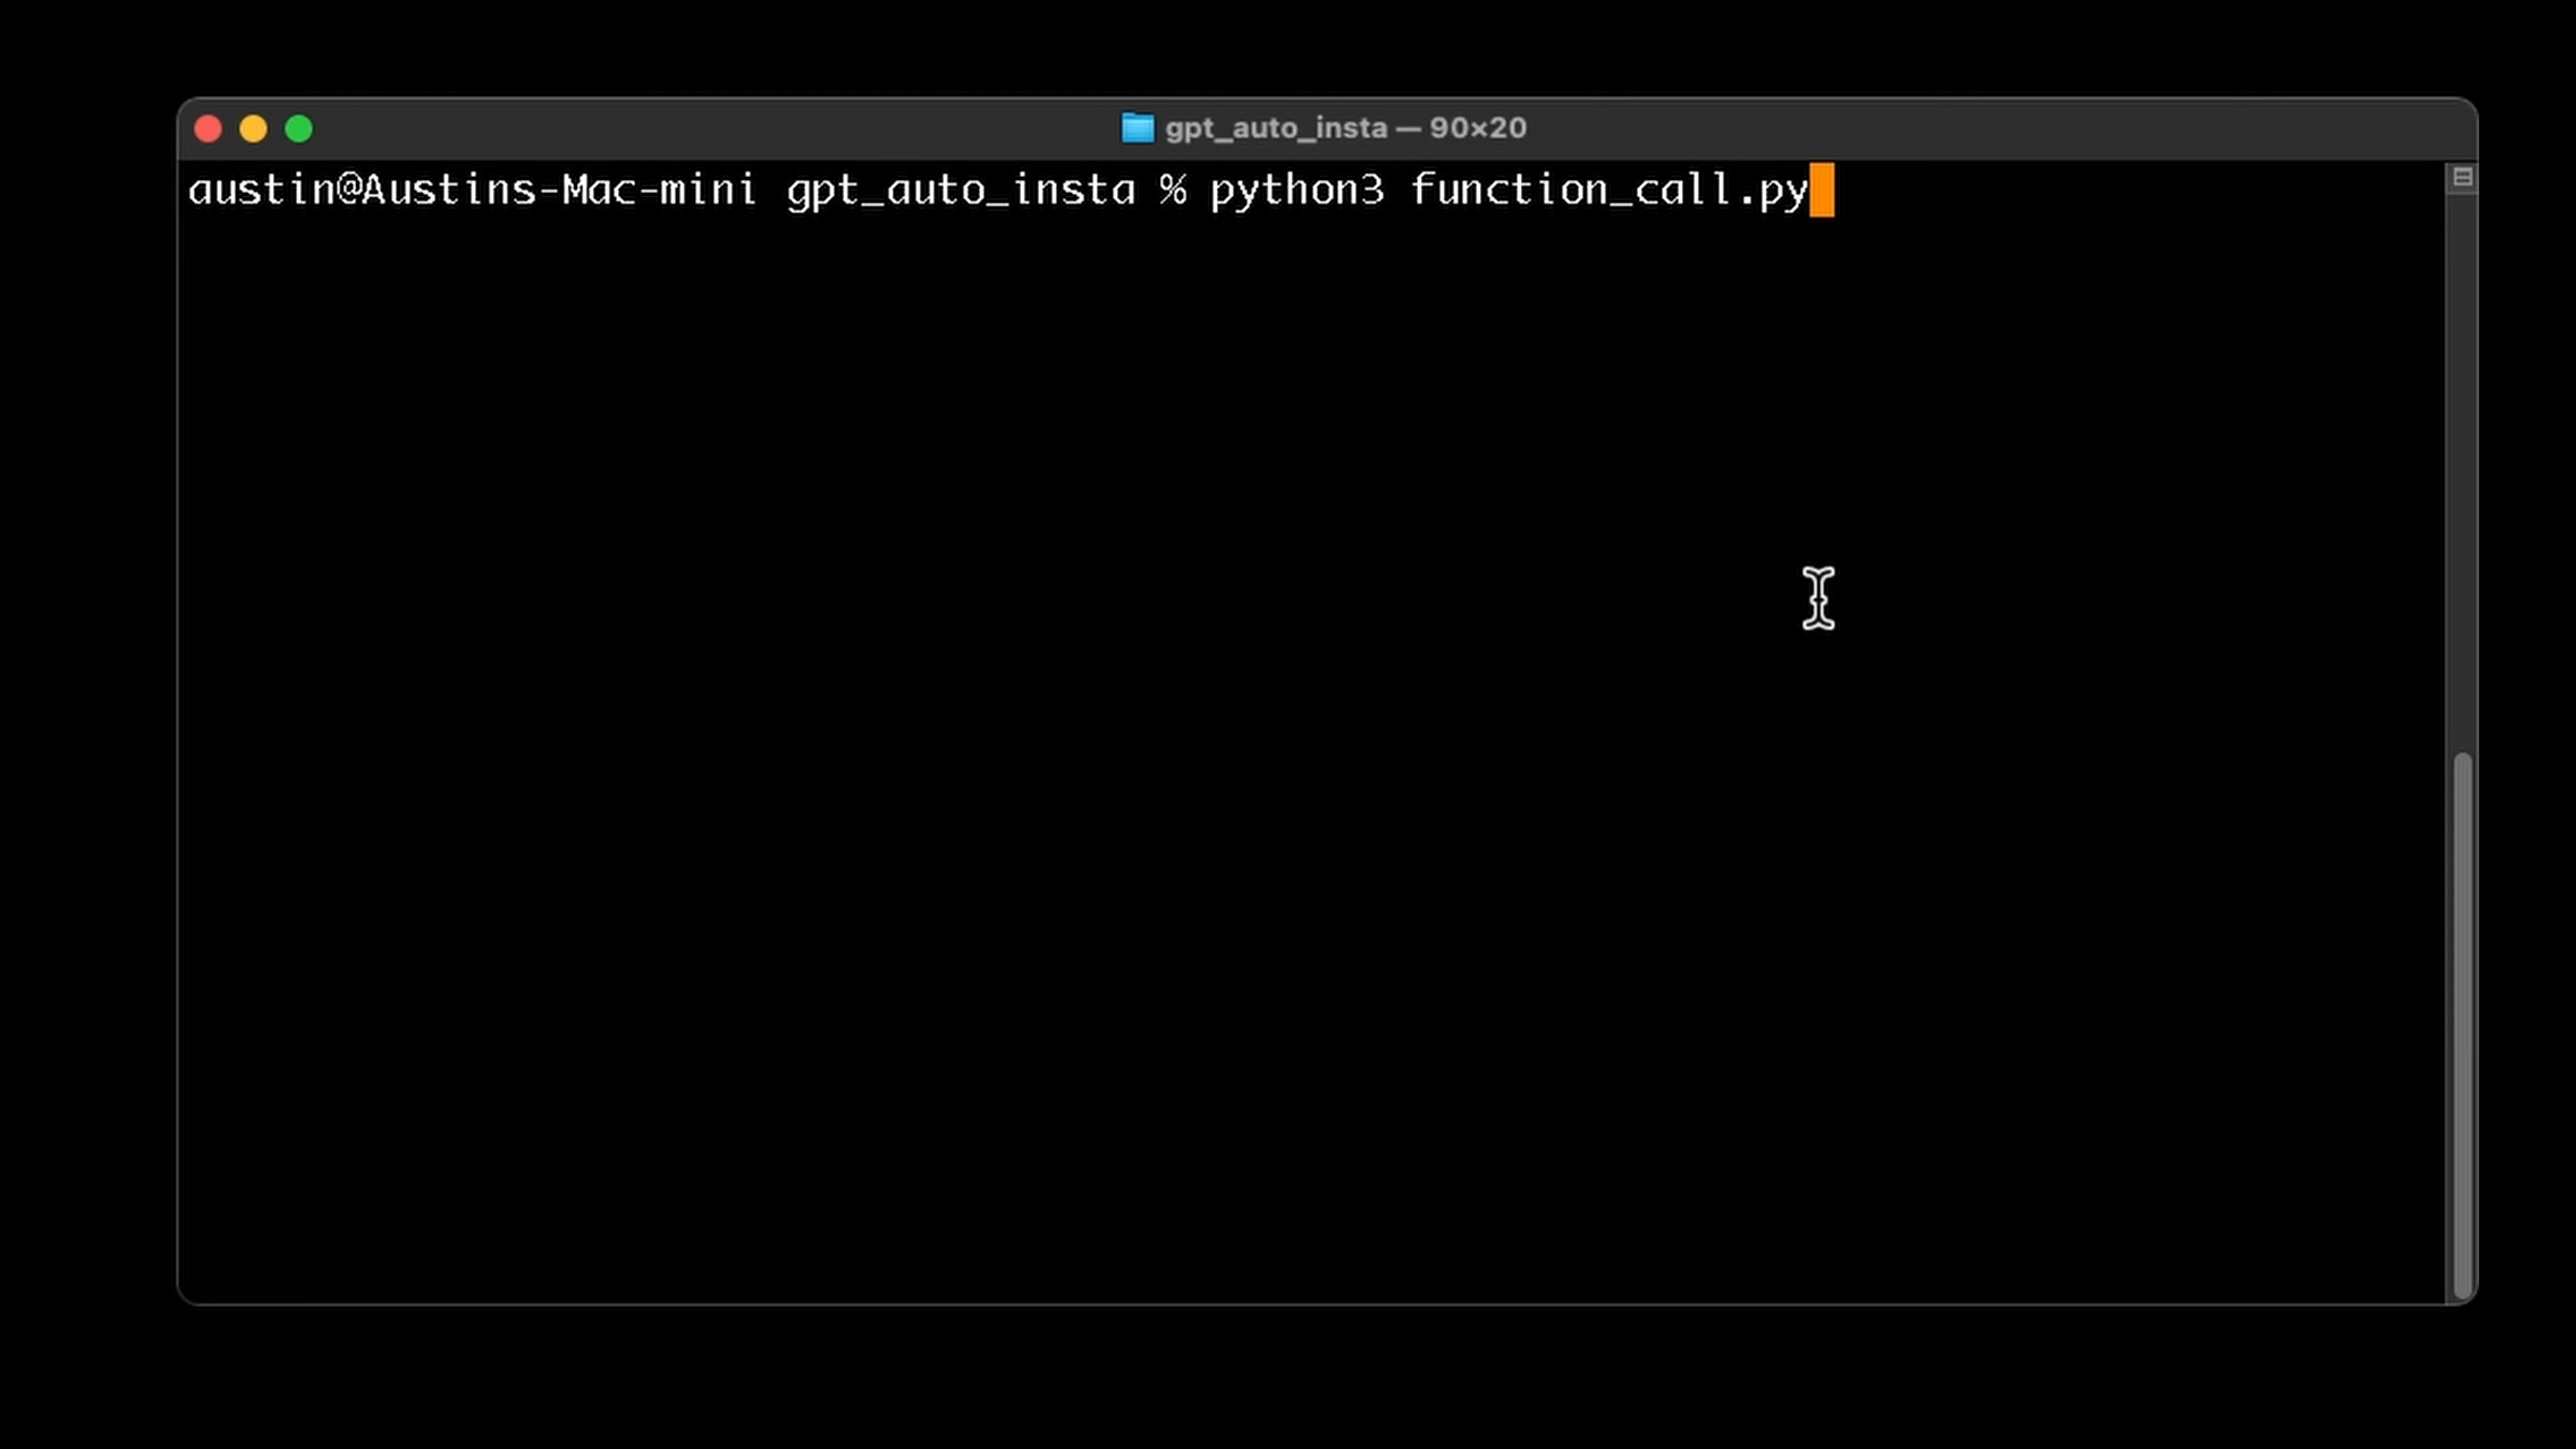 gpt_auto_insta — 90×20
austin@Austins-Mac-mini gpt_auto_insta % python3 function_call.py